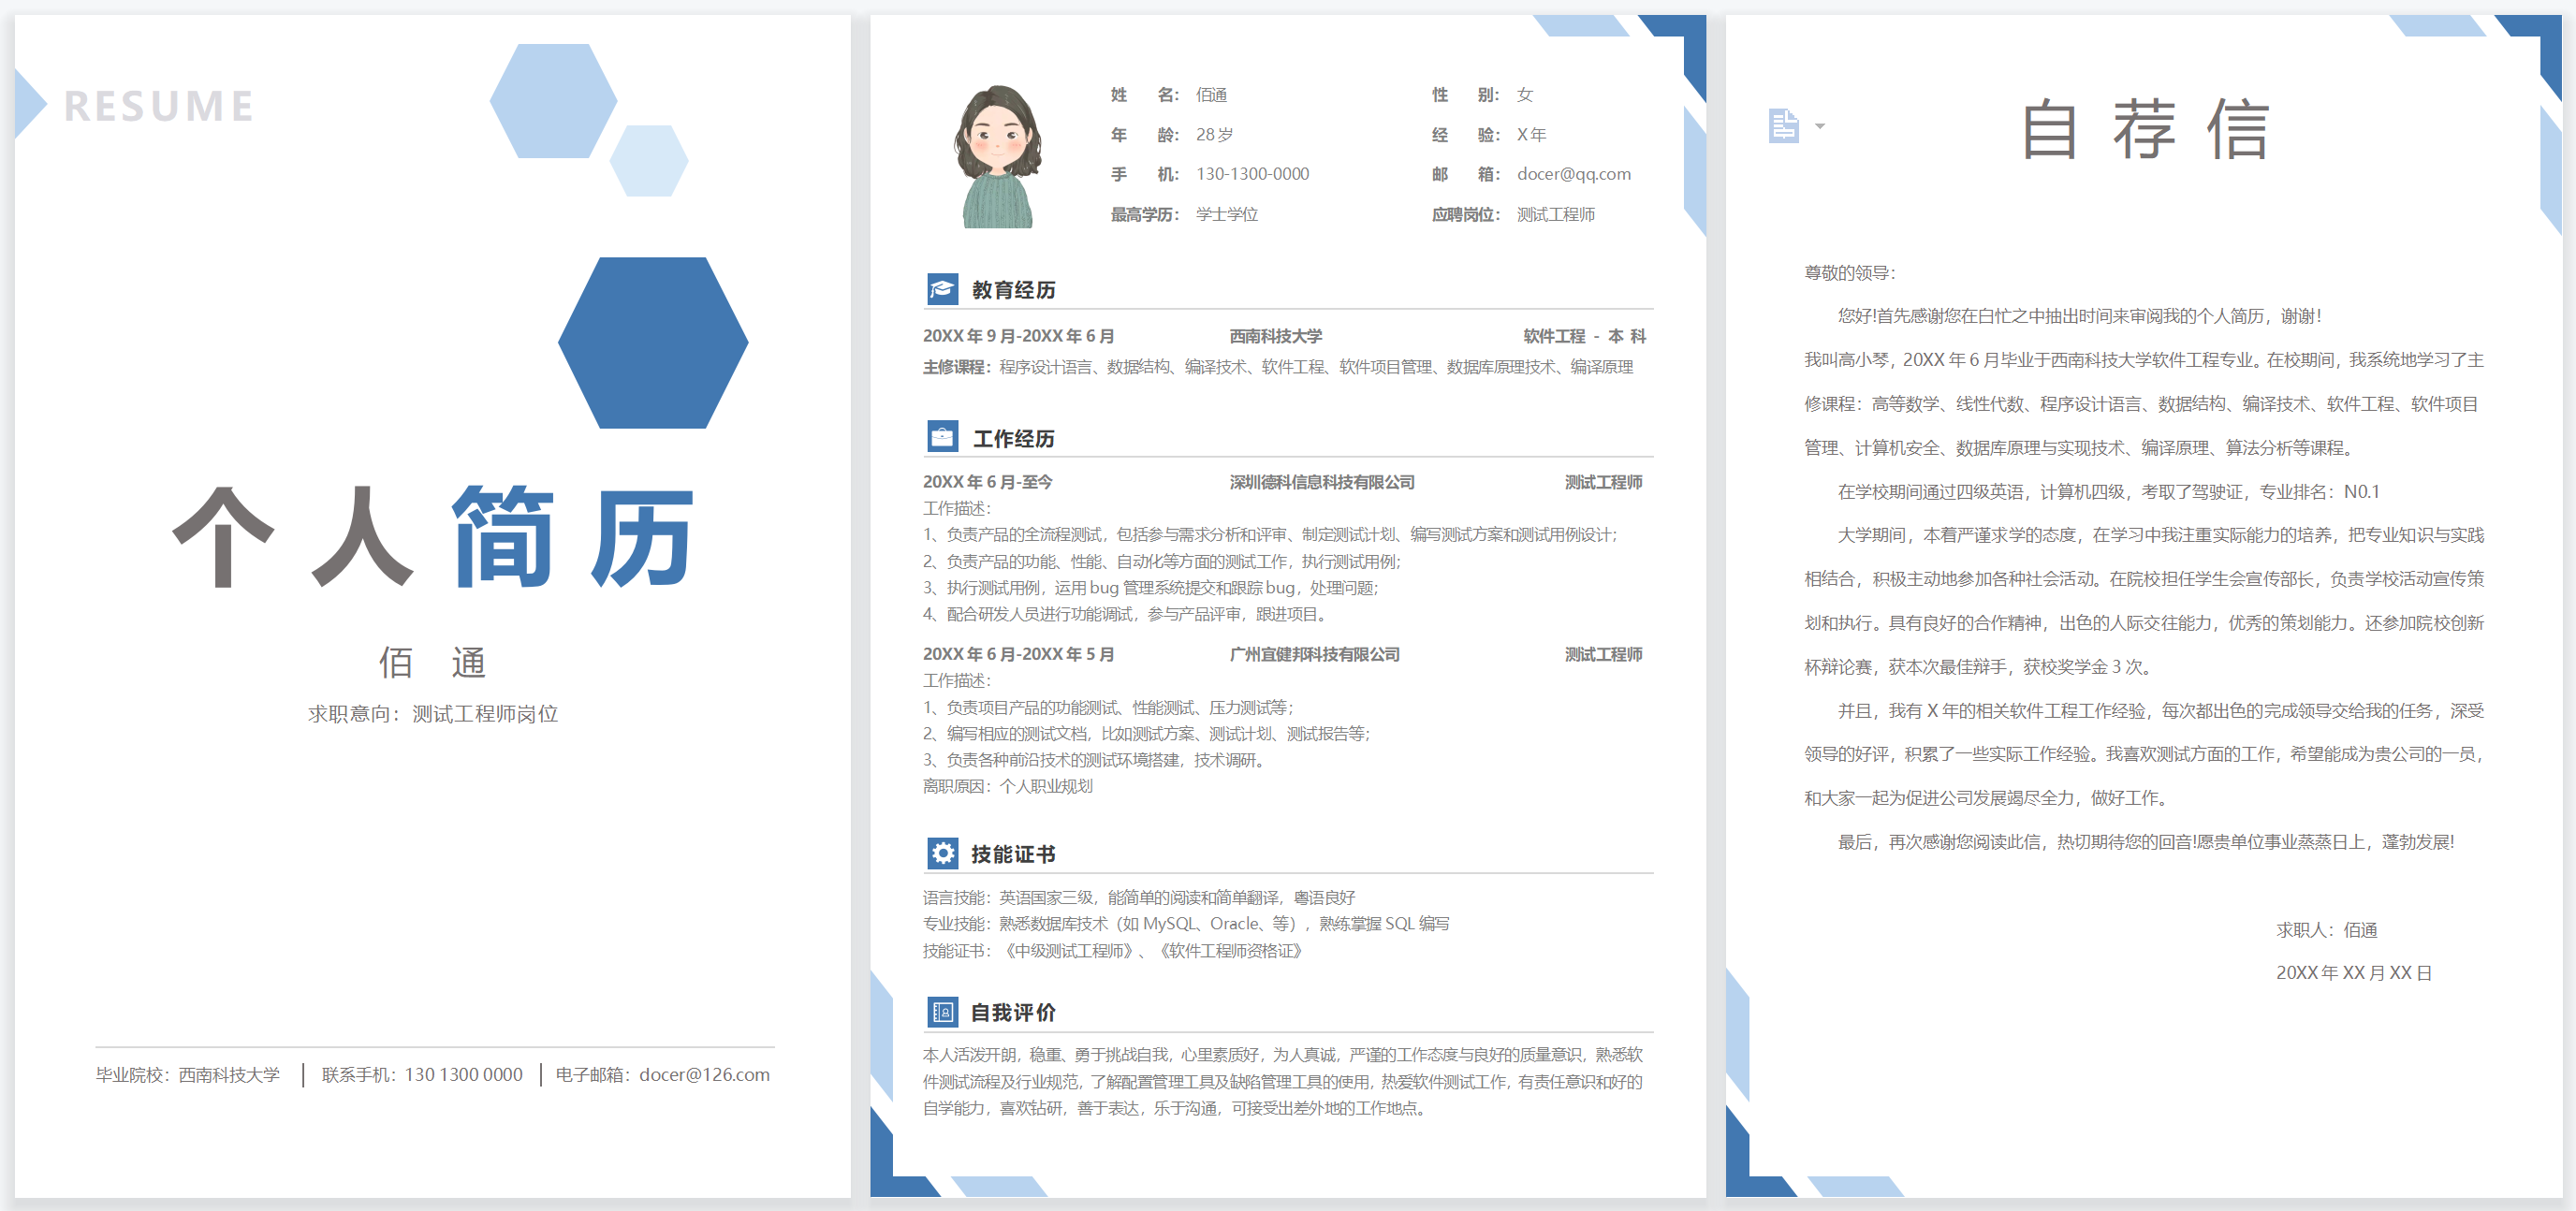 RESUME
个人简历
佰 通
求职意向：测试工程师岗位
毕业院校：西南科技大学 联系手机：130 1300 0000 电子邮箱：docer@126.com
姓 名： 佰通 性 别： 女
年 龄： 28 岁 经 验： X 年
手 机： 130-1300-0000 邮 箱： docer@qq.com
最高学历： 学士学位 应聘岗位： 测试工程师
教育经历
20XX 年 9 月-20XX 年 6 月 西南科技大学 软件工程 - 本 科
主修课程：程序设计语言、数据结构、编译技术、软件工程、软件项目管理、数据库原理技术、编译原理
工作经历
20XX 年 6 月-至今 深圳德科信息科技有限公司 测试工程师
工作描述：
1、负责产品的全流程测试，包括参与需求分析和评审、制定测试计划、编写测试方案和测试用例设计；
2、负责产品的功能、性能、自动化等方面的测试工作，执行测试用例；
3、执行测试用例，运用 bug 管理系统提交和跟踪 bug，处理问题；
4、配合研发人员进行功能调试，参与产品评审，跟进项目。
20XX 年 6 月-20XX 年 5 月 广州宜健邦科技有限公司 测试工程师
工作描述：
1、负责项目产品的功能测试、性能测试、压力测试等；
2、编写相应的测试文档，比如测试方案、测试计划、测试报告等；
3、负责各种前沿技术的测试环境搭建，技术调研。
离职原因：个人职业规划
技能证书
语言技能：英语国家三级，能简单的阅读和简单翻译，粤语良好
专业技能：熟悉数据库技术（如 MySQL、Oracle、等），熟练掌握 SQL 编写
技能证书：《中级测试工程师》、《软件工程师资格证》
自我评价
本人活泼开朗，稳重、勇于挑战自我，心里素质好，为人真诚，严谨的工作态度与良好的质量意识，熟悉软
件测试流程及行业规范，了解配置管理工具及缺陷管理工具的使用，热爱软件测试工作，有责任意识和好的
自学能力，喜欢钻研，善于表达，乐于沟通，可接受出差外地的工作地点。
自荐信
尊敬的领导：
您好!首先感谢您在白忙之中抽出时间来审阅我的个人简历，谢谢!
我叫高小琴，20XX 年 6 月毕业于西南科技大学软件工程专业。在校期间，我系统地学习了主
修课程：高等数学、线性代数、程序设计语言、数据结构、编译技术、软件工程、软件项目
管理、计算机安全、数据库原理与实现技术、编译原理、算法分析等课程。
在学校期间通过四级英语，计算机四级，考取了驾驶证，专业排名：N0.1
大学期间，本着严谨求学的态度，在学习中我注重实际能力的培养，把专业知识与实践
相结合，积极主动地参加各种社会活动。在院校担任学生会宣传部长，负责学校活动宣传策
划和执行。具有良好的合作精神，出色的人际交往能力，优秀的策划能力。还参加院校创新
杯辩论赛，获本次最佳辩手，获校奖学金 3 次。
并且，我有 X 年的相关软件工程工作经验，每次都出色的完成领导交给我的任务，深受
领导的好评，积累了一些实际工作经验。我喜欢测试方面的工作，希望能成为贵公司的一员，
和大家一起为促进公司发展竭尽全力，做好工作。
最后，再次感谢您阅读此信，热切期待您的回音!愿贵单位事业蒸蒸日上，蓬勃发展!
求职人：佰通
20XX 年 XX 月 XX 日